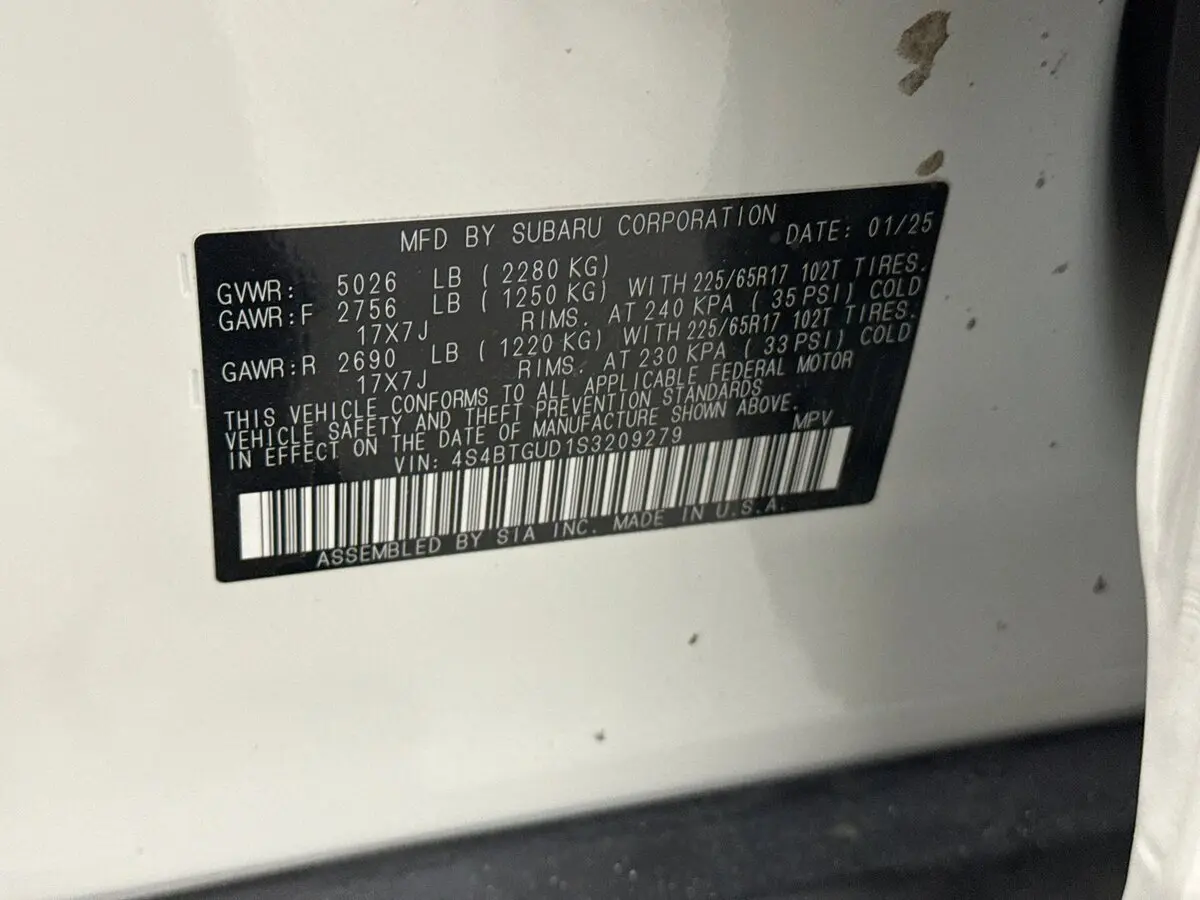 MFD BY SUBARU CORPORATION DATE: 01/25
GVWR: 5026 LB ( 2280 KG)
GAWR:F 2756 LB ( 1250 KG) WITH 225/65R17 102T TIRES.
17X7J RIMS. AT 240 KPA ( 35 PSI) COLD
GAWR:R 2690 LB ( 1220 KG) WITH 225/65R17 102T TIRES.
17X7J RIMS. AT 230 KPA ( 33 PSI) COLD
THIS VEHICLE CONFORMS TO ALL APPLICABLE FEDERAL MOTOR
VEHICLE SAFETY AND THEFT PREVENTION STANDARDS
IN EFFECT ON THE DATE OF MANUFACTURE SHOWN ABOVE.
VIN: 4S4BTGUD1S3209279 MPV
ASSEMBLED BY SIA INC. MADE IN U.S.A.